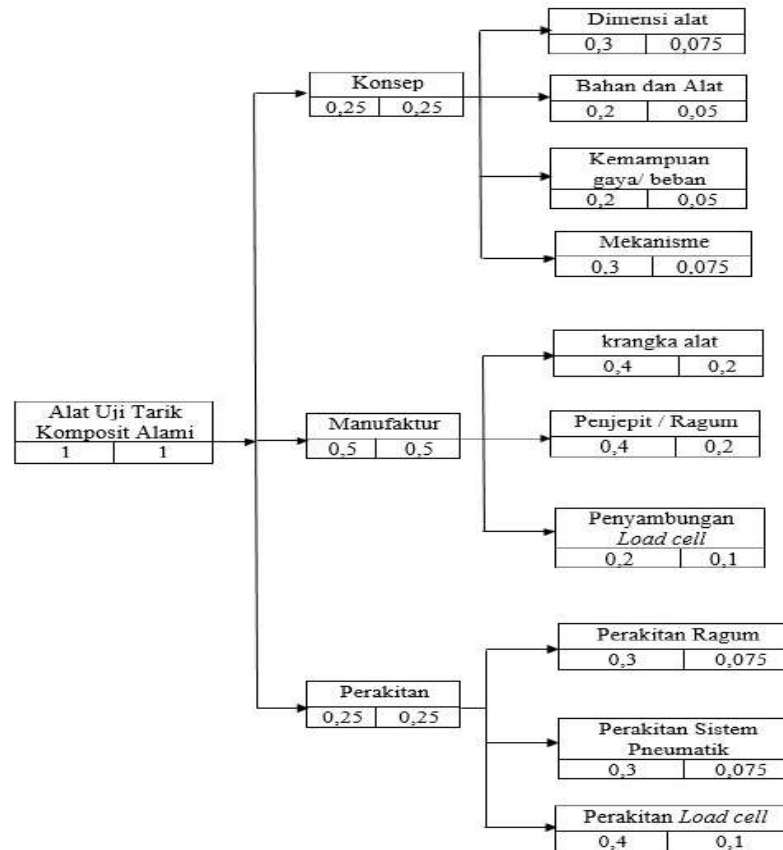 Alat Uji Tarik
Komposit Alami
1 1
Konsep
0,25 0,25
Dimensi alat
0,3 0,075
Bahan dan Alat
0,2 0,05
Kemampuan
gaya/ beban
0,2 0,05
Mekanisme
0,3 0,075
Manufaktur
0,5 0,5
krangka alat
0,4 0,2
Penjepit / Ragum
0,4 0,2
Penyambungan
Load cell
0,2 0,1
Perakitan
0,25 0,25
Perakitan Ragum
0,3 0,075
Perakitan Sistem
Pneumatik
0,3 0,075
Perakitan Load cell
0,4 0,1